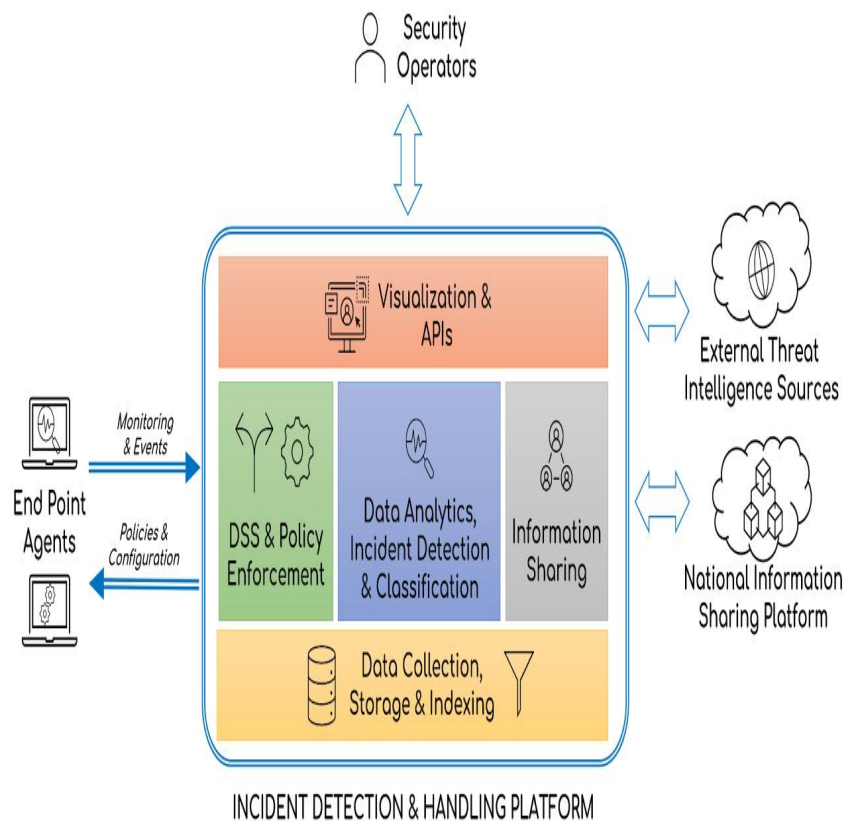 Security
Operators
Visualization &
APIs
External Threat
Intelligence Sources
Monitoring
& Events
End Point
Agents
Policies &
Configuration
DSS & Policy
Enforcement
Data Analytics,
Incident Detection
& Classification
Information
Sharing
National Information
Sharing Platform
Data Collection,
Storage & Indexing
INCIDENT DETECTION & HANDLING PLATFORM